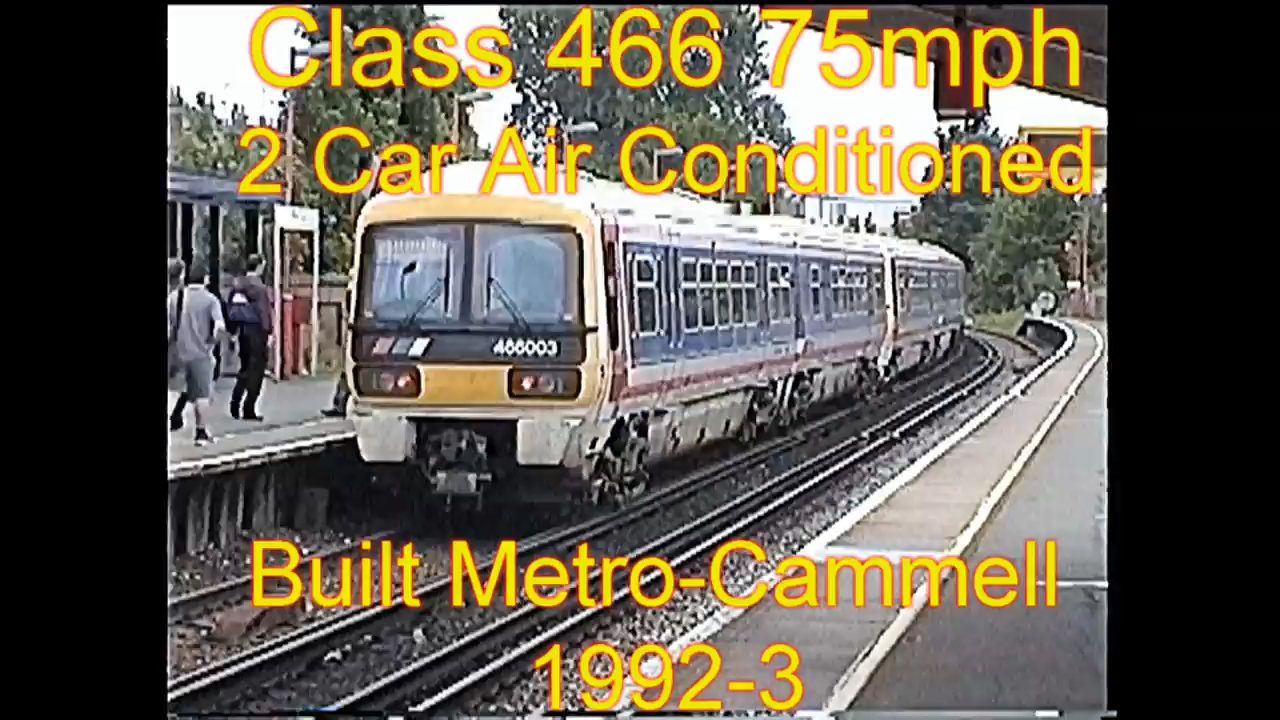 Class 466 75mph
2 Car Air Conditioned
466003
Built Metro-Cammell
1992-3